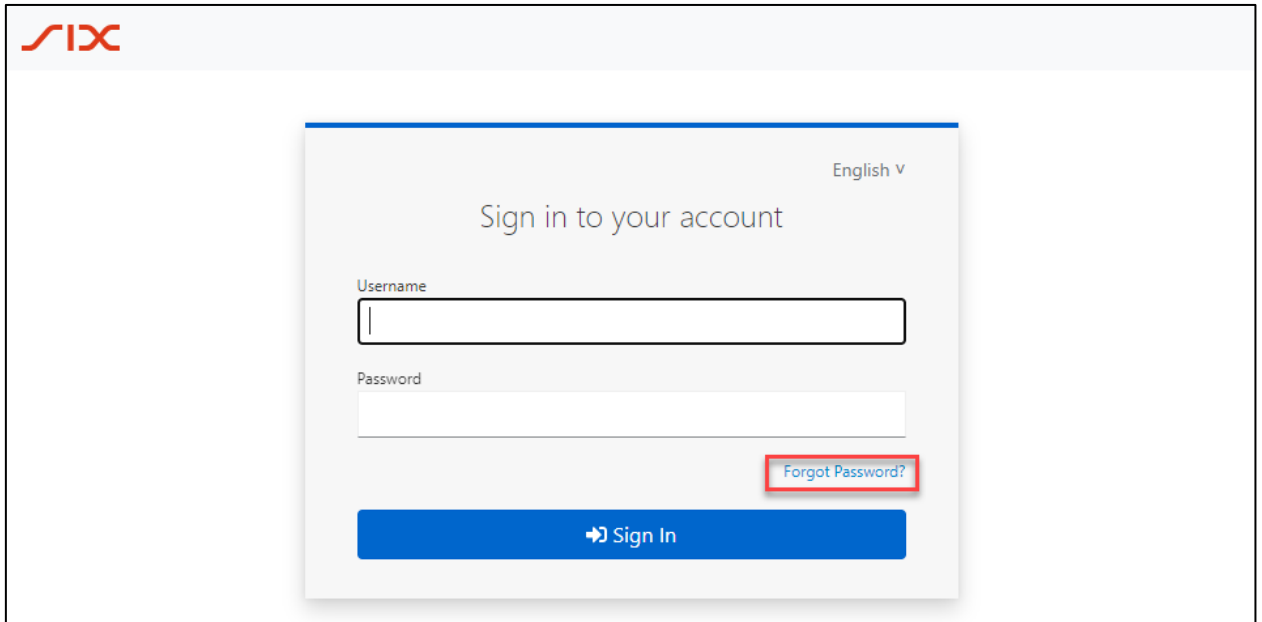 SIX
English
Sign in to your account
Username
Password
Forgot Password?
Sign In